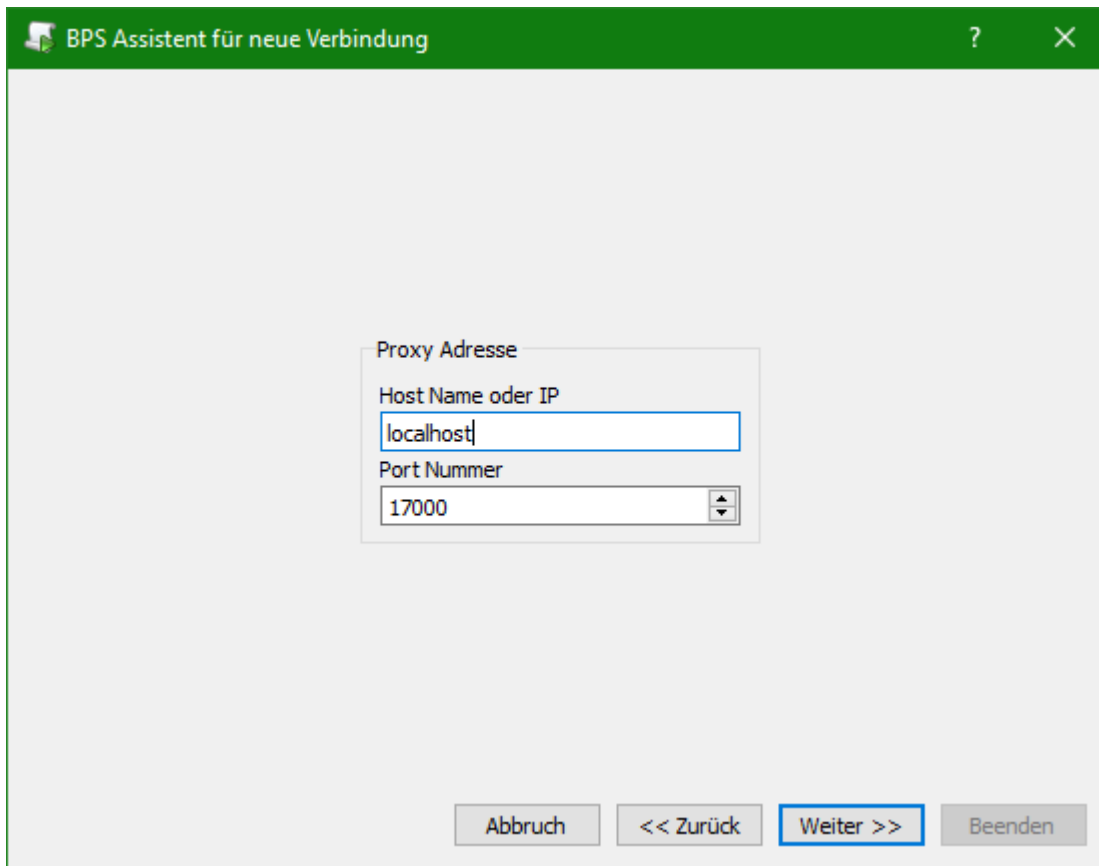 BPS Assistent für neue Verbindung ?
Proxy Adresse
Host Name oder IP
localhost
Port Nummer
17000
Abbruch << Zurück Weiter >> Beenden